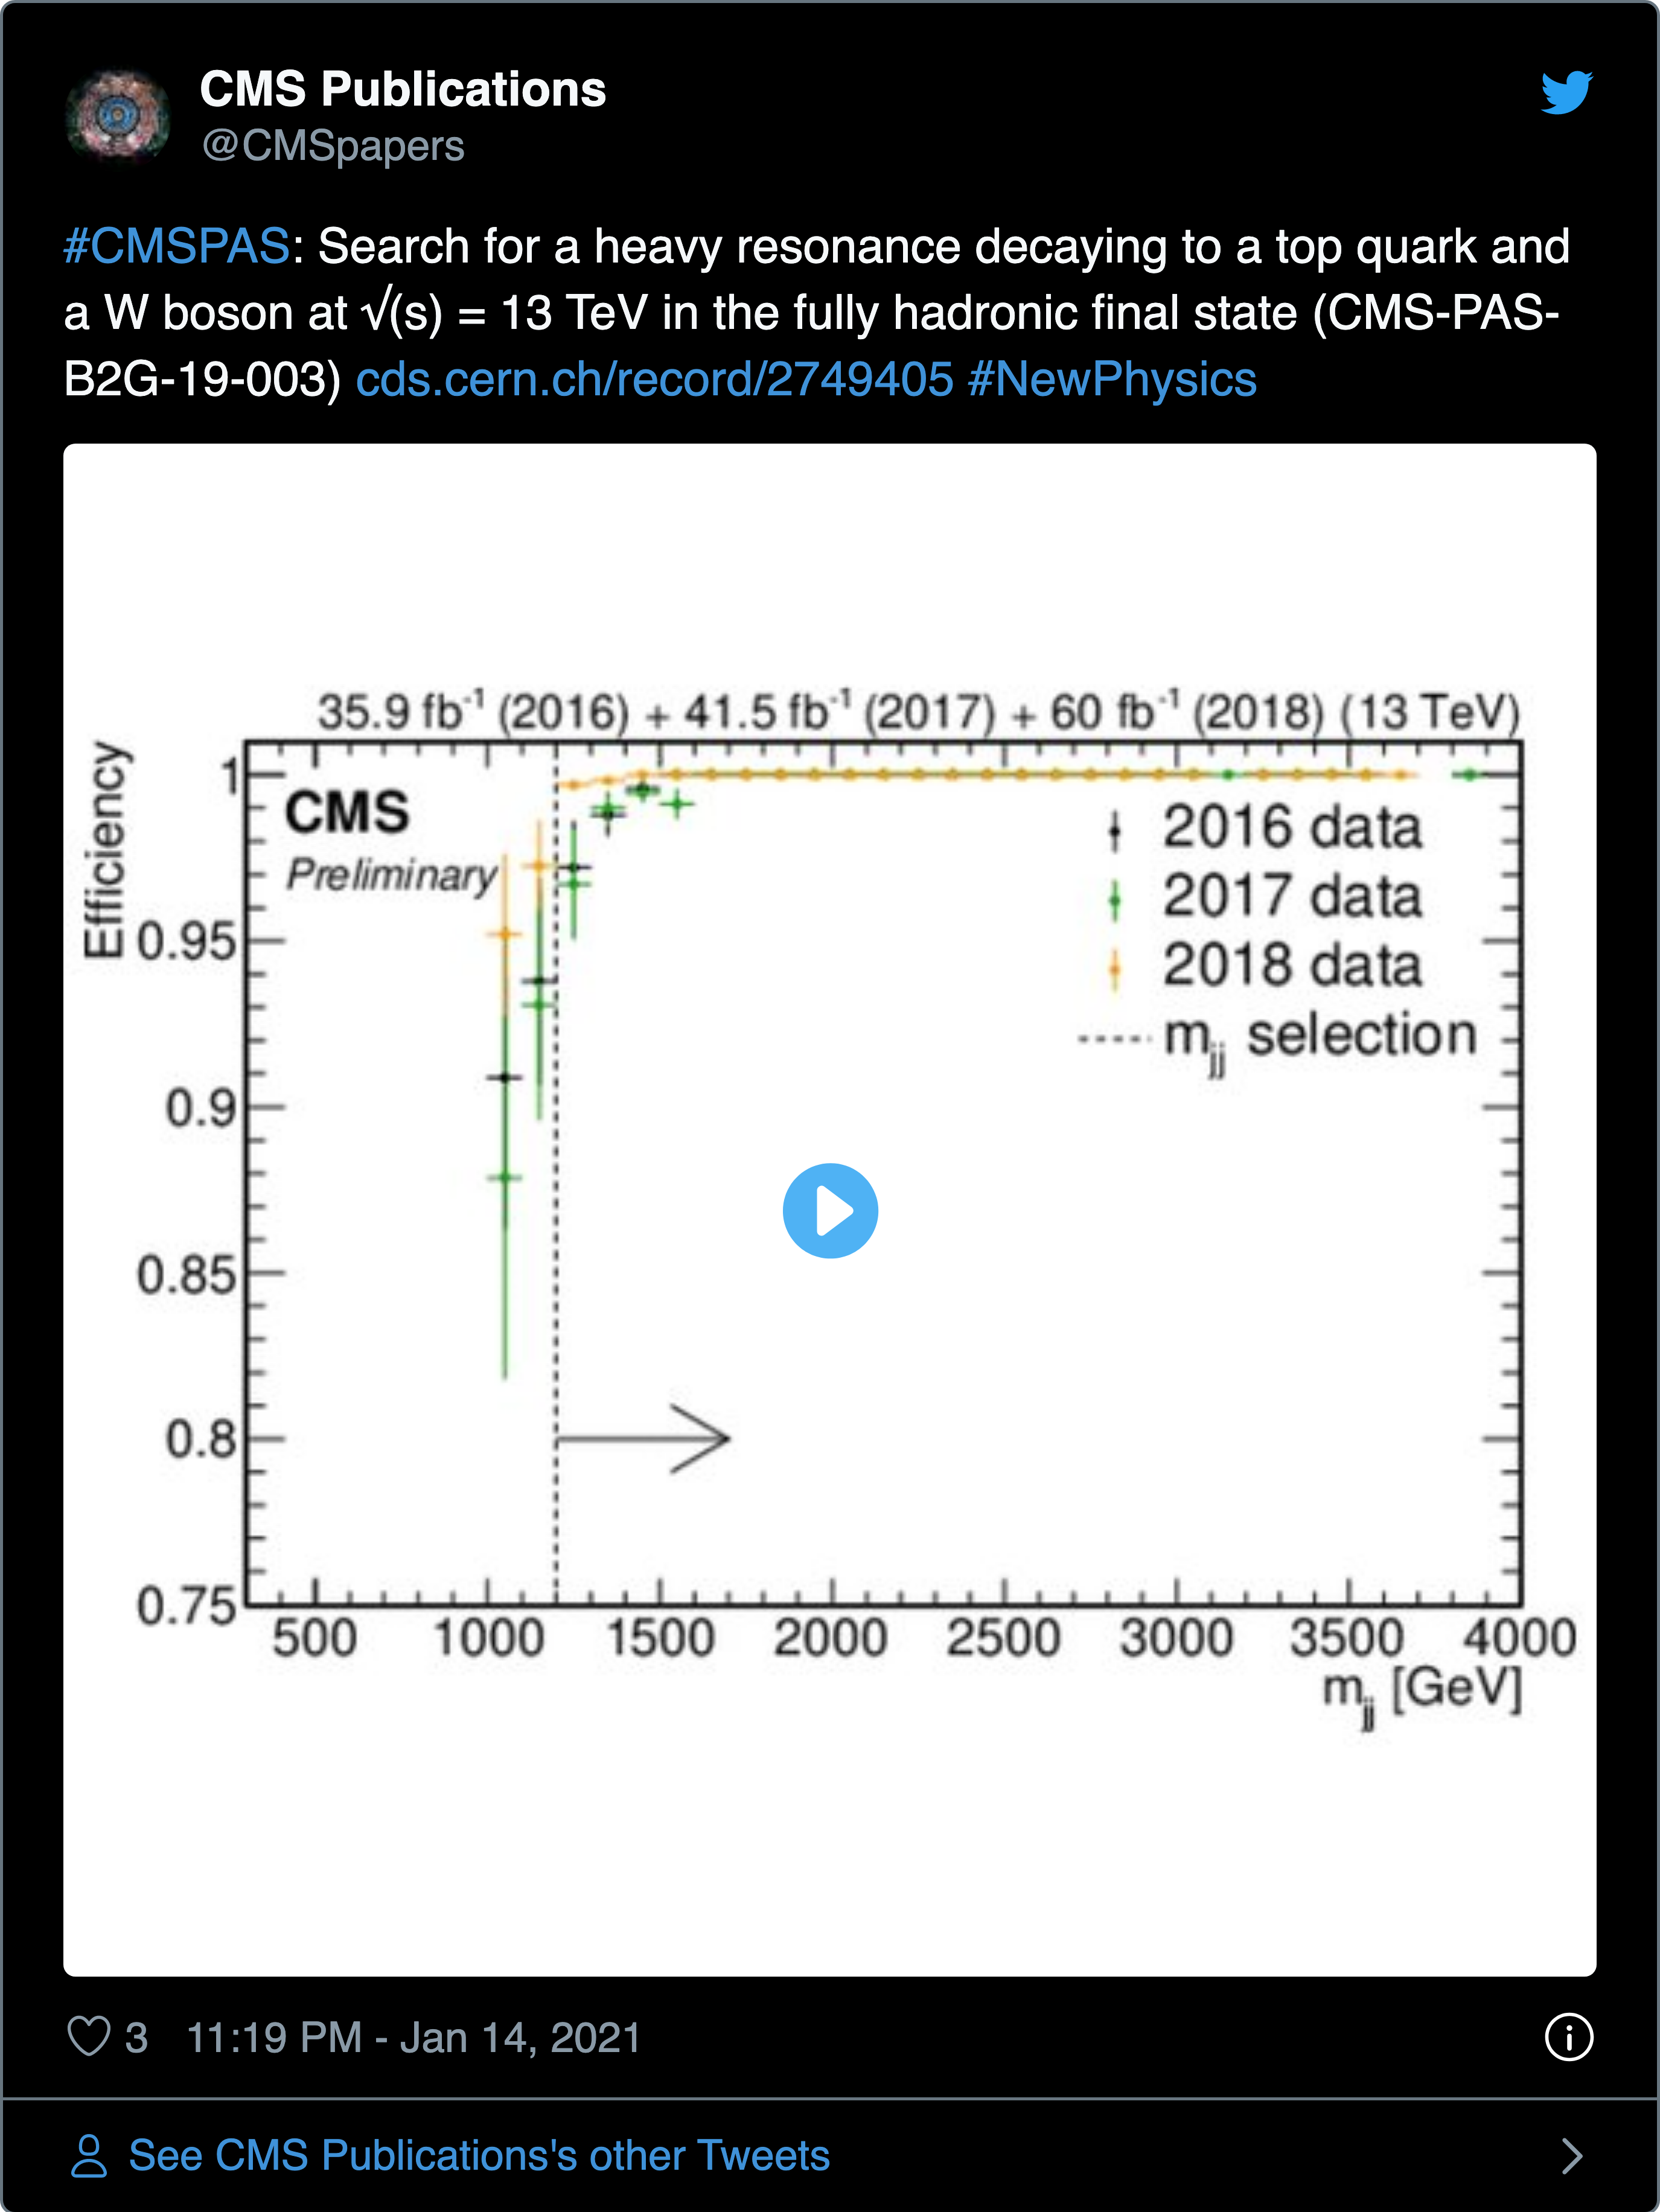 CMS Publications
@CMSpapers
#CMSPAS: Search for a heavy resonance decaying to a top quark and
a W boson at √(s) = 13 TeV in the fully hadronic final state (CMS-PAS-
B2G-19-003) cds.cern.ch/record/2749405 #NewPhysics
35.9 fb⁻¹ (2016) + 41.5 fb⁻¹ (2017) + 60 fb⁻¹ (2018) (13 TeV)
Efficiency
1
0.95
0.9
0.85
0.8
0.75
CMS
Preliminary
2016 data
2017 data
2018 data
mjj selection
500 1000 1500 2000 2500 3000 3500 4000
mjj [GeV]
3 11:19 PM - Jan 14, 2021
See CMS Publications's other Tweets